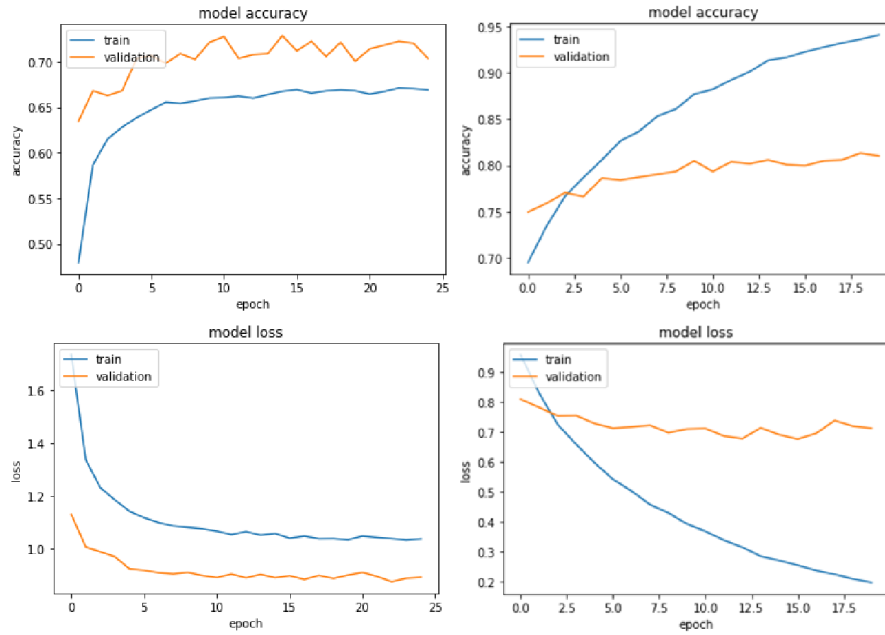 model accuracy
train
validation
0.70
0.65
0.60
0.55
0.50
accuracy
0
5
10
15
20
25
epoch
model accuracy
train
validation
0.95
0.90
0.85
0.80
0.75
0.70
accuracy
0.0
2.5
5.0
7.5
10.0
12.5
15.0
17.5
epoch
model loss
train
validation
1.6
1.4
1.2
1.0
loss
0
5
10
15
20
25
epoch
model loss
train
validation
0.9
0.8
0.7
0.6
0.5
0.4
0.3
0.2
loss
0.0
2.5
5.0
7.5
10.0
12.5
15.0
17.5
epoch